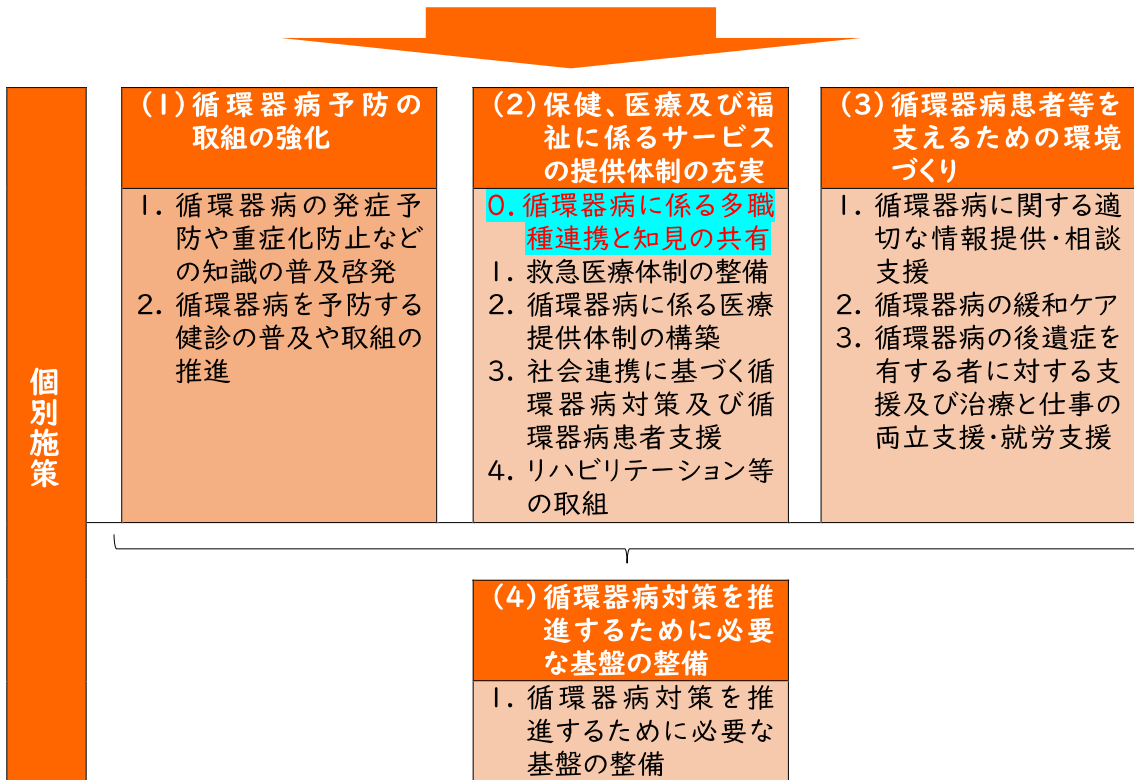 個別施策
(1)循環器病予防の
取組の強化
1. 循環器病の発症予
防や重症化防止など
の知識の普及啓発
2. 循環器病を予防する
健診の普及や取組の
推進
(2)保健、医療及び福
祉に係るサービス
の提供体制の充実
0. 循環器病に係る多職
種連携と知見の共有
1. 救急医療体制の整備
2. 循環器病に係る医療
提供体制の構築
3. 社会連携に基づく循
環器病対策及び循
環器病患者支援
4. リハビリテーション等
の取組
(3)循環器病患者等を
支えるための環境
づくり
1. 循環器病に関する適
切な情報提供・相談
支援
2. 循環器病の緩和ケア
3. 循環器病の後遺症を
有する者に対する支
援及び治療と仕事の
両立支援・就労支援
(4)循環器病対策を推
進するために必要
な基盤の整備
1. 循環器病対策を推
進するために必要な
基盤の整備